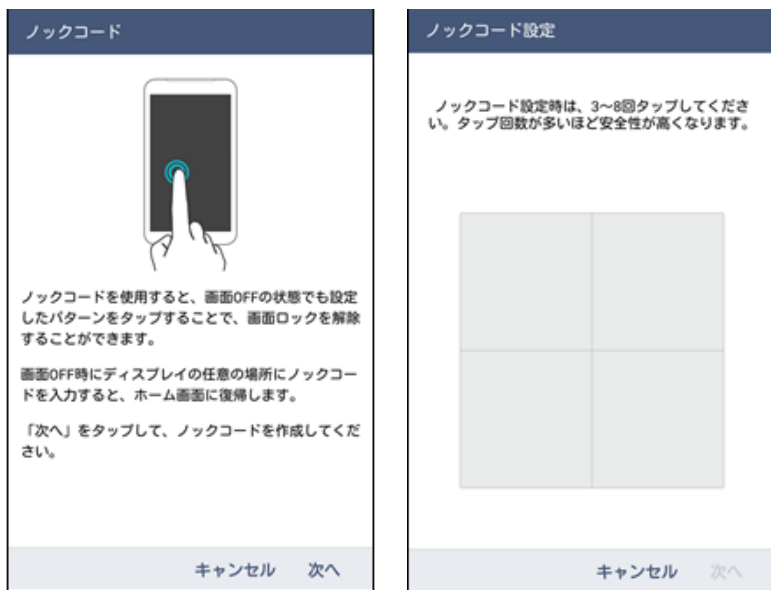 ノックコード
ノックコードを使用すると、画面OFFの状態でも設定
したパターンをタップすることで、画面ロックを解除
することができます。
画面OFF時にディスプレイの任意の場所にノックコー
ドを入力すると、ホーム画面に復帰します。
「次へ」をタップして、ノックコードを作成してくだ
さい。
キャンセル 次へ
ノックコード設定
ノックコード設定時は、3〜8回タップしてくださ
い。タップ回数が多いほど安全性が高くなります。
キャンセル 次へ